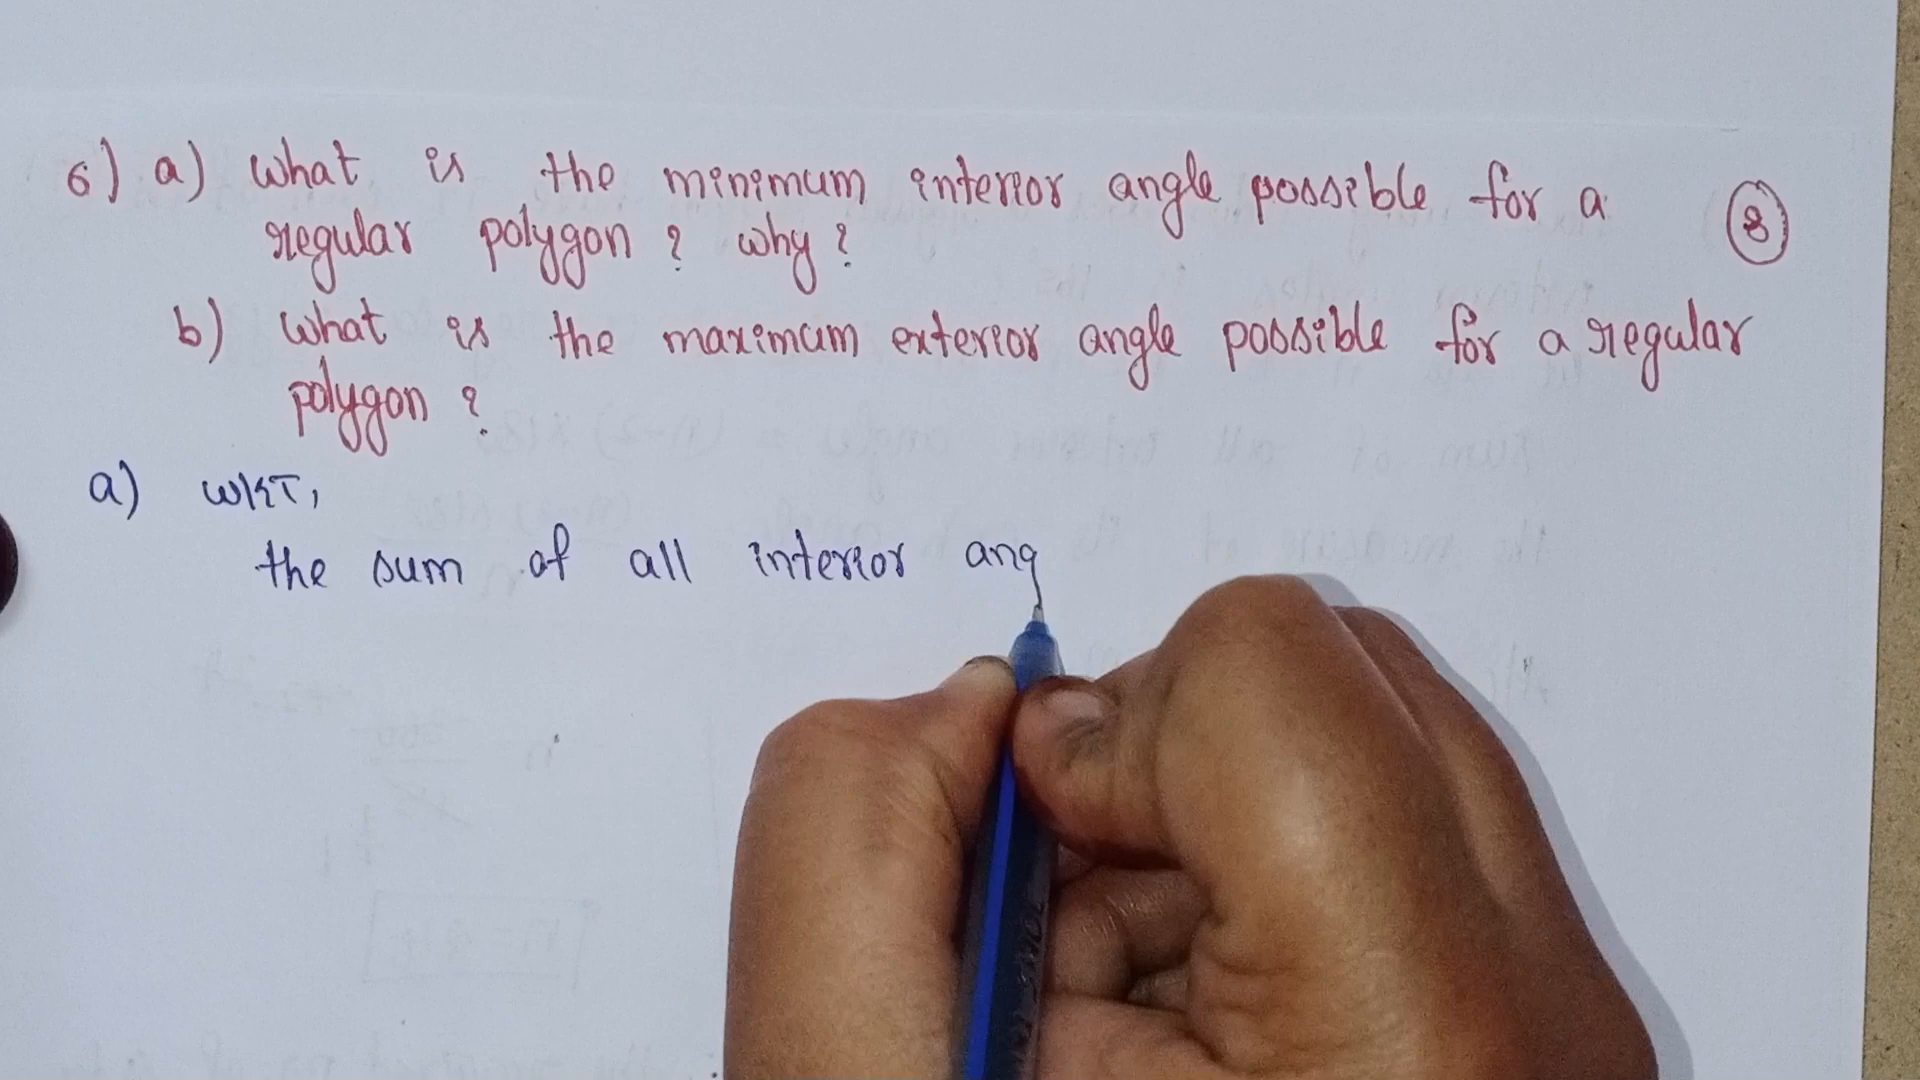 6) a) what is the minimum interior angle possible for a
8
regular polygon ? why ?
b) what is the maximum exterior angle possible for a regular
polygon ?
a) WKT,
the sum of all interior ang